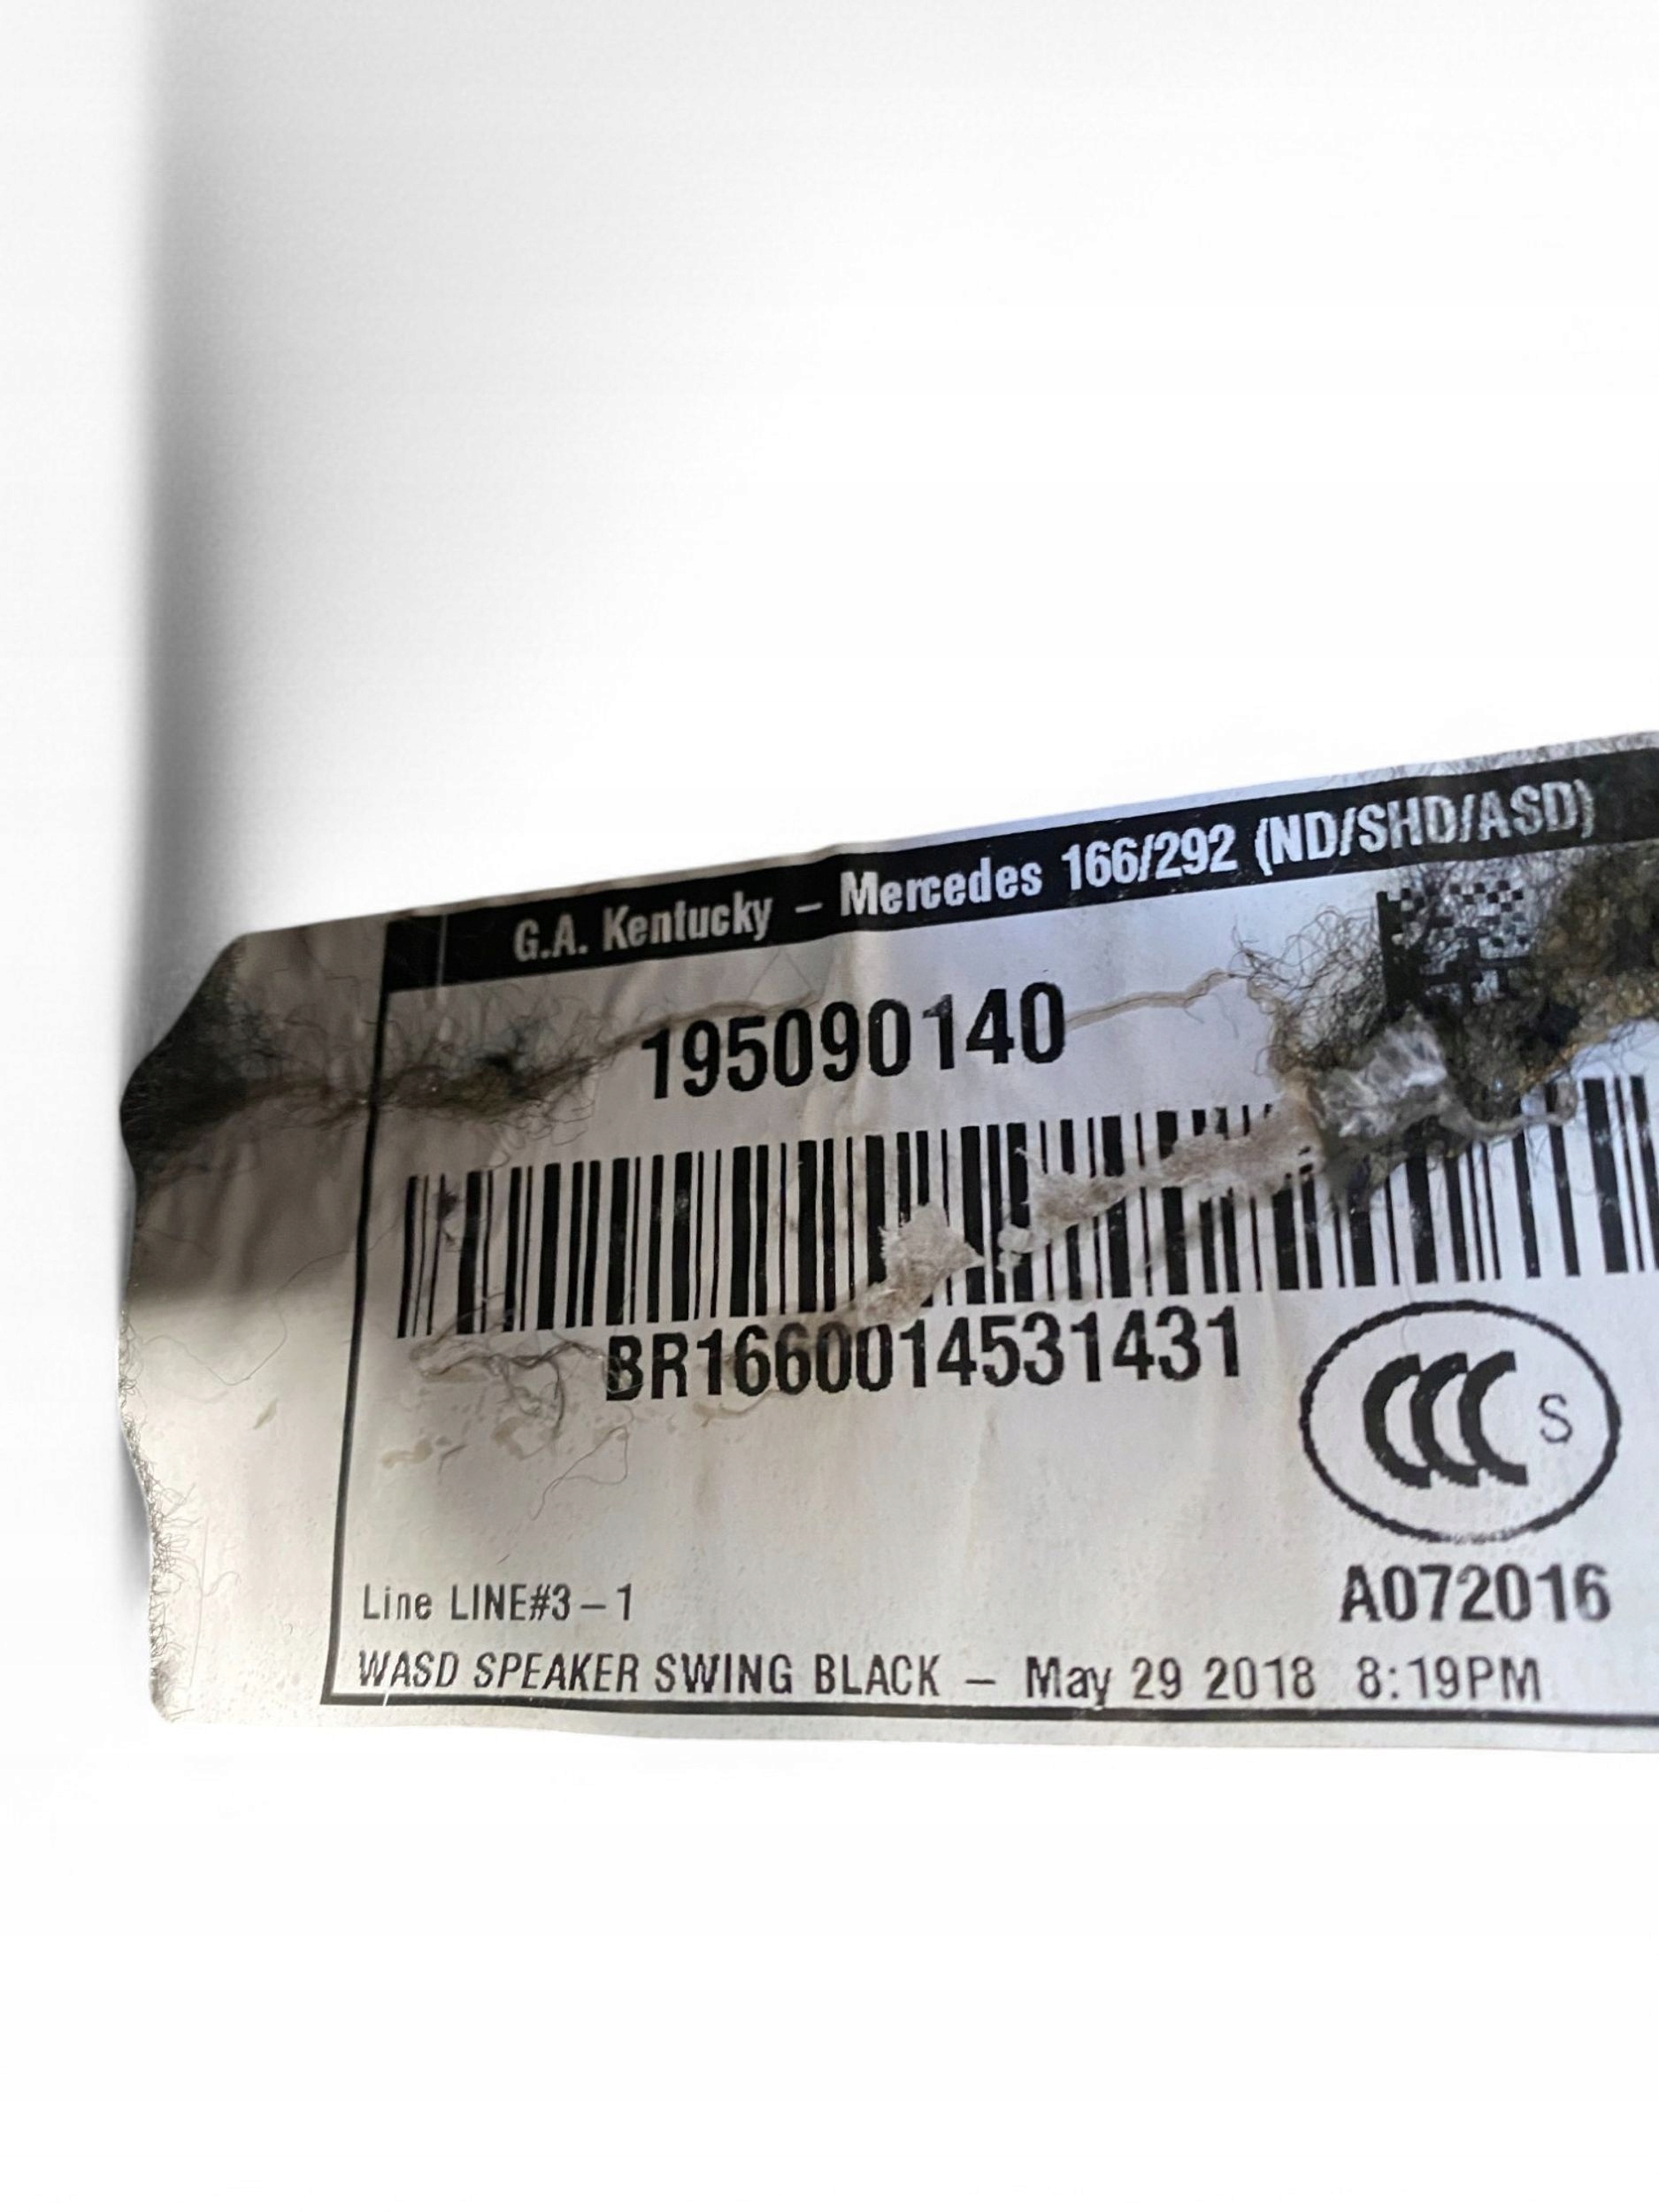 G.A. Kentucky – Mercedes 166/292 (ND/SHD/ASD)
195090140
BR1660014531431
CCC S
A072016
Line LINE#3–1
WASD SPEAKER SWING BLACK – May 29 2018 8:19PM